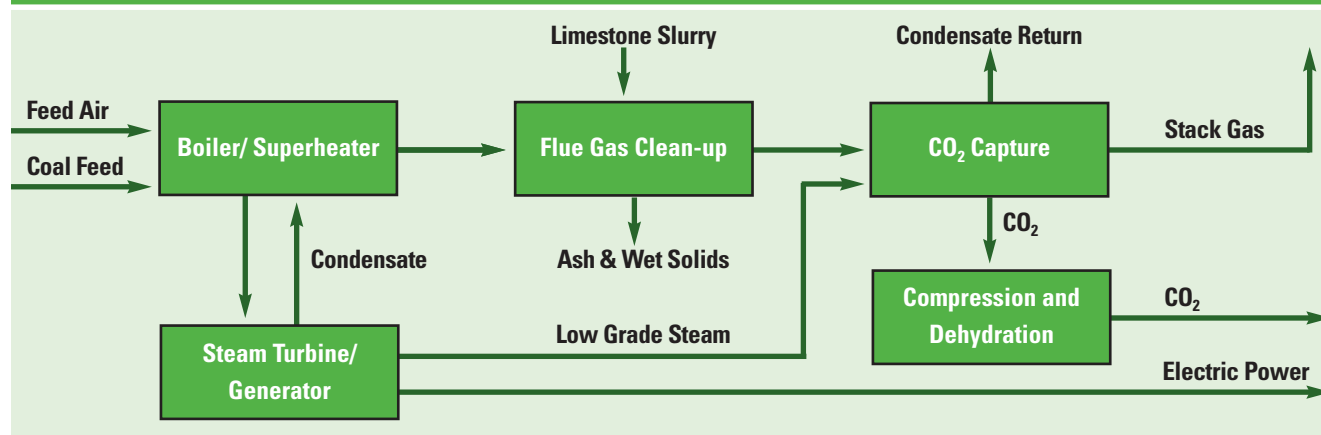 Limestone Slurry
Condensate Return
Feed Air
Coal Feed
Boiler/ Superheater
Flue Gas Clean-up
CO₂ Capture
Stack Gas
Condensate
Ash & Wet Solids
CO₂
Compression and
Dehydration
CO₂
Steam Turbine/
Generator
Low Grade Steam
Electric Power